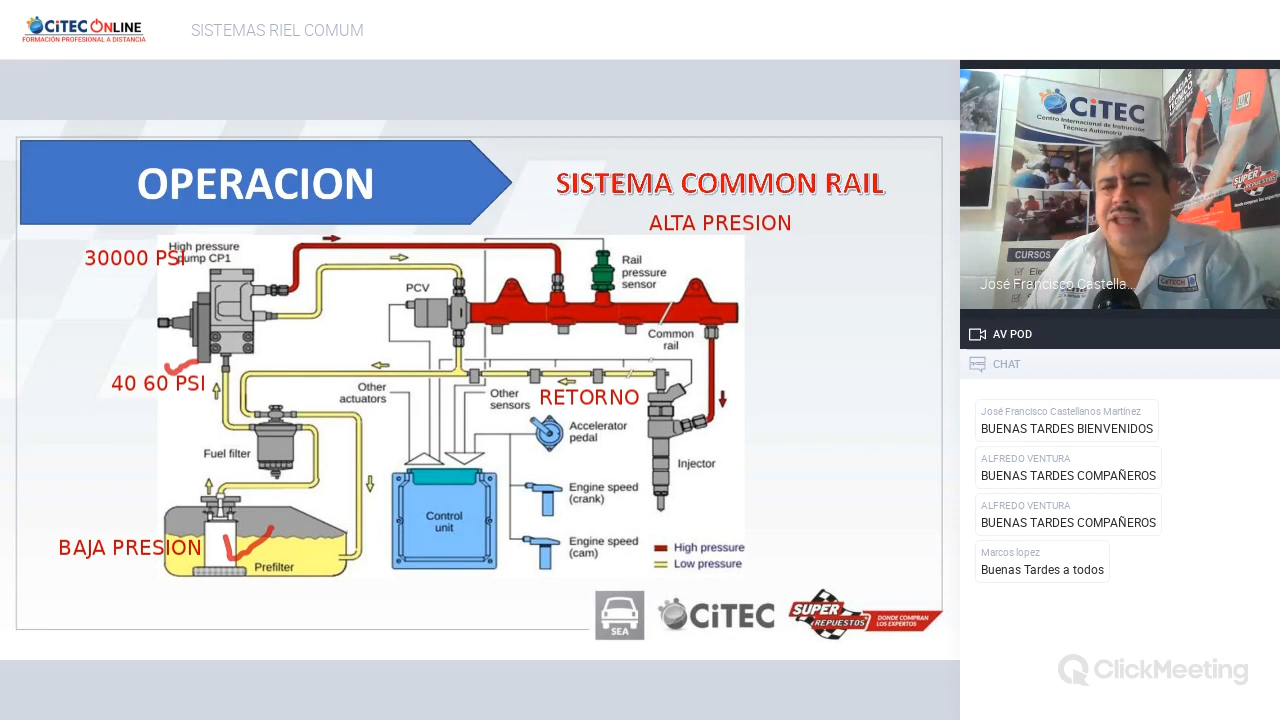 CiTEC ONLINE
FORMACIÓN PROFESIONAL A DISTANCIA
SISTEMAS RIEL COMUM
OPERACION
SISTEMA COMMON RAIL
ALTA PRESION
30000 PSI
High pressure
pump CP1
PCV
Rail
pressure
sensor
Common
rail
40 60 PSI
Other
actuators
Other
sensors
RETORNO
Accelerator
pedal
Fuel filter
Injector
Engine speed
(crank)
Control
unit
Engine speed
(cam)
BAJA PRESION
Prefilter
High pressure
Low pressure
SEA
CiTEC
SUPER
REPUESTOS
DONDE COMPRAN
LOS EXPERTOS
CiTEC
Centro Internacional de Instrucción
Técnica Automotriz
GRACIAS
TÉCNICO
SUPER
REPUESTOS
CURSOS
José Francisco Castella...
AV POD
CHAT
José Francisco Castellanos Martínez
BUENAS TARDES BIENVENIDOS
ALFREDO VENTURA
BUENAS TARDES COMPAÑEROS
ALFREDO VENTURA
BUENAS TARDES COMPAÑEROS
Marcos lopez
Buenas Tardes a todos
ClickMeeting